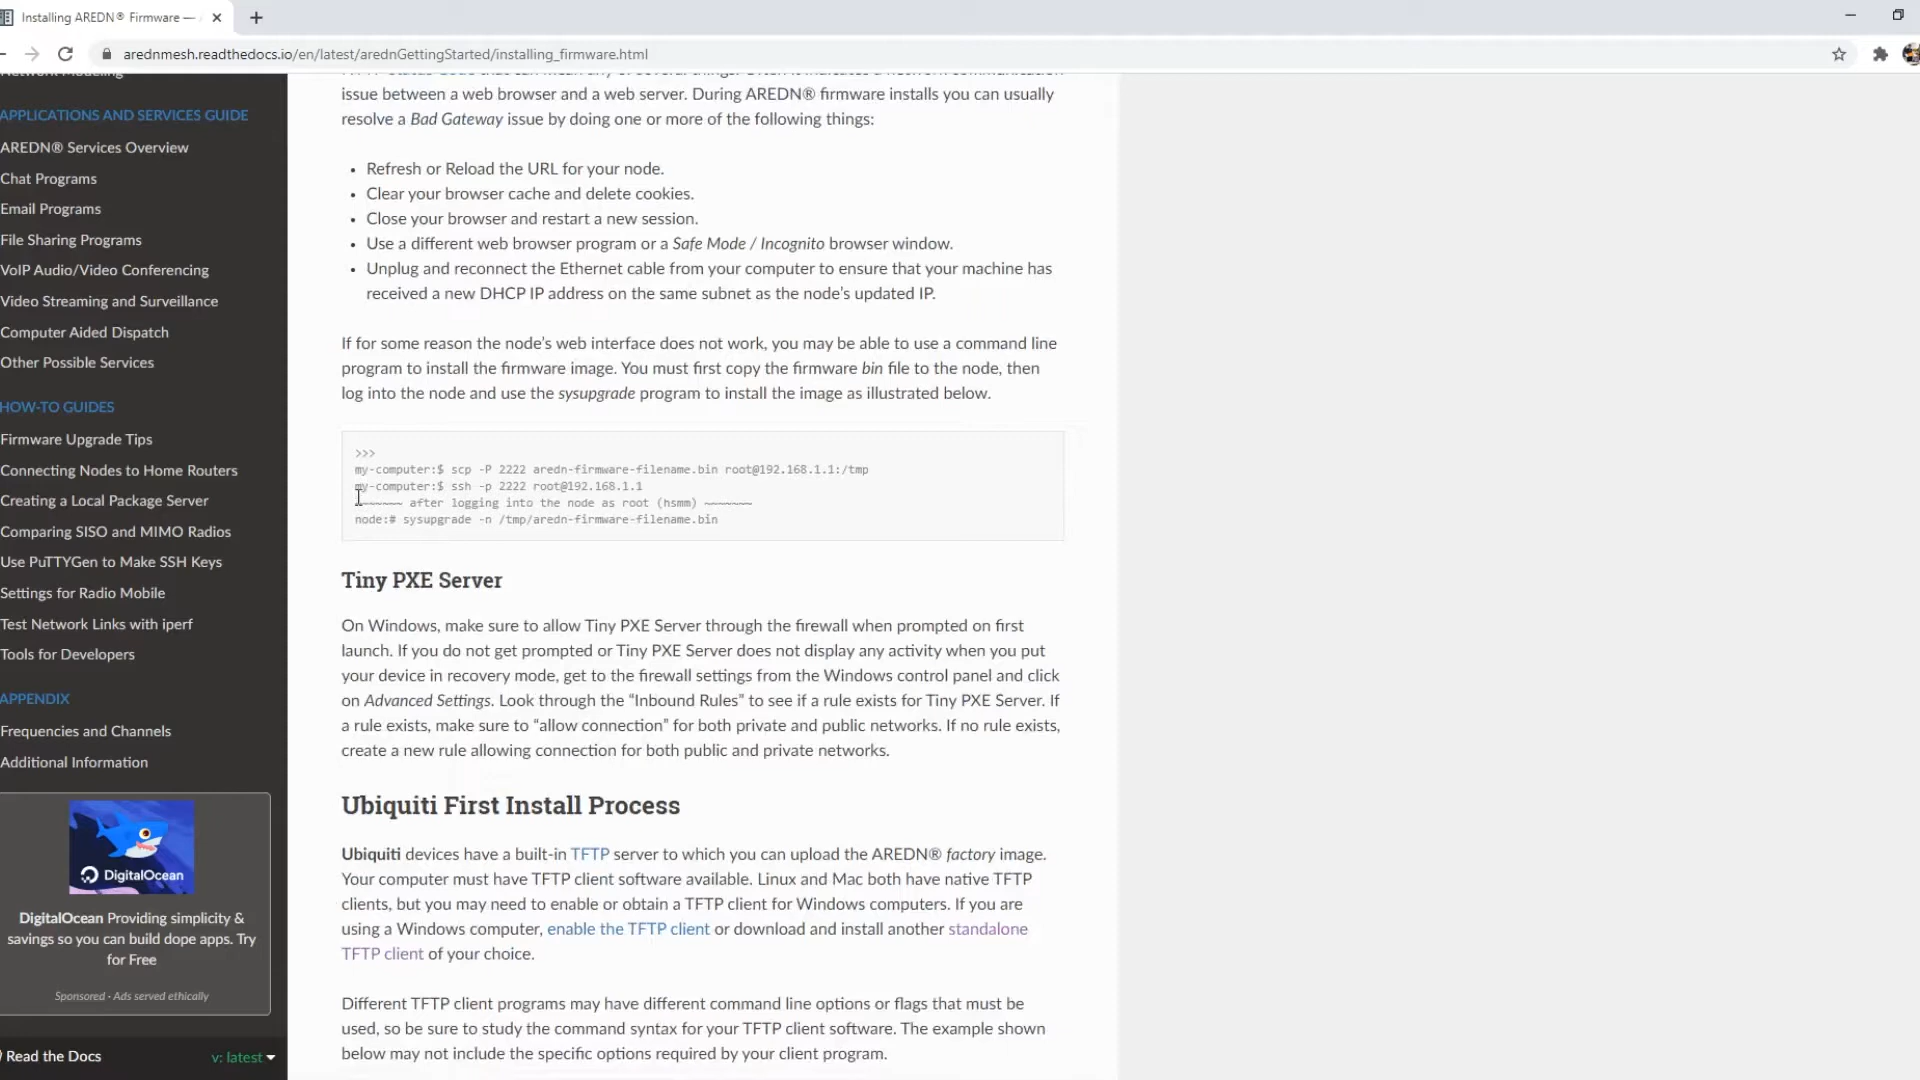 Installing AREDN® Firmware —
arednmesh.readthedocs.io/en/latest/arednGettingStarted/installing_firmware.html
Network Modeling
APPLICATIONS AND SERVICES GUIDE
AREDN® Services Overview
Chat Programs
Email Programs
File Sharing Programs
VoIP Audio/Video Conferencing
Video Streaming and Surveillance
Computer Aided Dispatch
Other Possible Services
HOW-TO GUIDES
Firmware Upgrade Tips
Connecting Nodes to Home Routers
Creating a Local Package Server
Comparing SISO and MIMO Radios
Use PuTTYGen to Make SSH Keys
Settings for Radio Mobile
Test Network Links with iperf
Tools for Developers
APPENDIX
Frequencies and Channels
Additional Information
DigitalOcean
DigitalOcean Providing simplicity &
savings so you can build dope apps. Try
for Free
Sponsored · Ads served ethically
Read the Docs
v: latest
issue between a web browser and a web server. During AREDN® firmware installs you can usually
resolve a Bad Gateway issue by doing one or more of the following things:
• Refresh or Reload the URL for your node.
• Clear your browser cache and delete cookies.
• Close your browser and restart a new session.
• Use a different web browser program or a Safe Mode / Incognito browser window.
• Unplug and reconnect the Ethernet cable from your computer to ensure that your machine has
received a new DHCP IP address on the same subnet as the node’s updated IP.
If for some reason the node’s web interface does not work, you may be able to use a command line
program to install the firmware image. You must first copy the firmware bin file to the node, then
log into the node and use the sysupgrade program to install the image as illustrated below.
>>>
my-computer:$ scp -P 2222 aredn-firmware-filename.bin root@192.168.1.1:/tmp
my-computer:$ ssh -p 2222 root@192.168.1.1
~~~~~~ after logging into the node as root (hsmm) ~~~~~~~
node:# sysupgrade -n /tmp/aredn-firmware-filename.bin
Tiny PXE Server
On Windows, make sure to allow Tiny PXE Server through the firewall when prompted on first
launch. If you do not get prompted or Tiny PXE Server does not display any activity when you put
your device in recovery mode, get to the firewall settings from the Windows control panel and click
on Advanced Settings. Look through the “Inbound Rules” to see if a rule exists for Tiny PXE Server. If
a rule exists, make sure to “allow connection” for both private and public networks. If no rule exists,
create a new rule allowing connection for both public and private networks.
Ubiquiti First Install Process
Ubiquiti devices have a built-in TFTP server to which you can upload the AREDN® factory image.
Your computer must have TFTP client software available. Linux and Mac both have native TFTP
clients, but you may need to enable or obtain a TFTP client for Windows computers. If you are
using a Windows computer, enable the TFTP client or download and install another standalone
TFTP client of your choice.
Different TFTP client programs may have different command line options or flags that must be
used, so be sure to study the command syntax for your TFTP client software. The example shown
below may not include the specific options required by your client program.